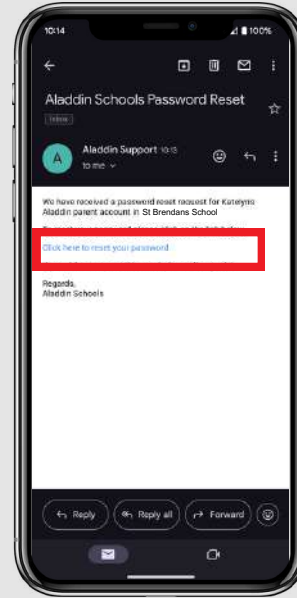 10:14
100%
Aladdin Schools Password Reset
Inbox
A
Aladdin Support 10:13
to me
We have received a password reset request for Katelyns
Aladdin parent account in St Brendans School
Click here to reset your password
Regards,
Aladdin Schools
Reply
Reply all
Forward